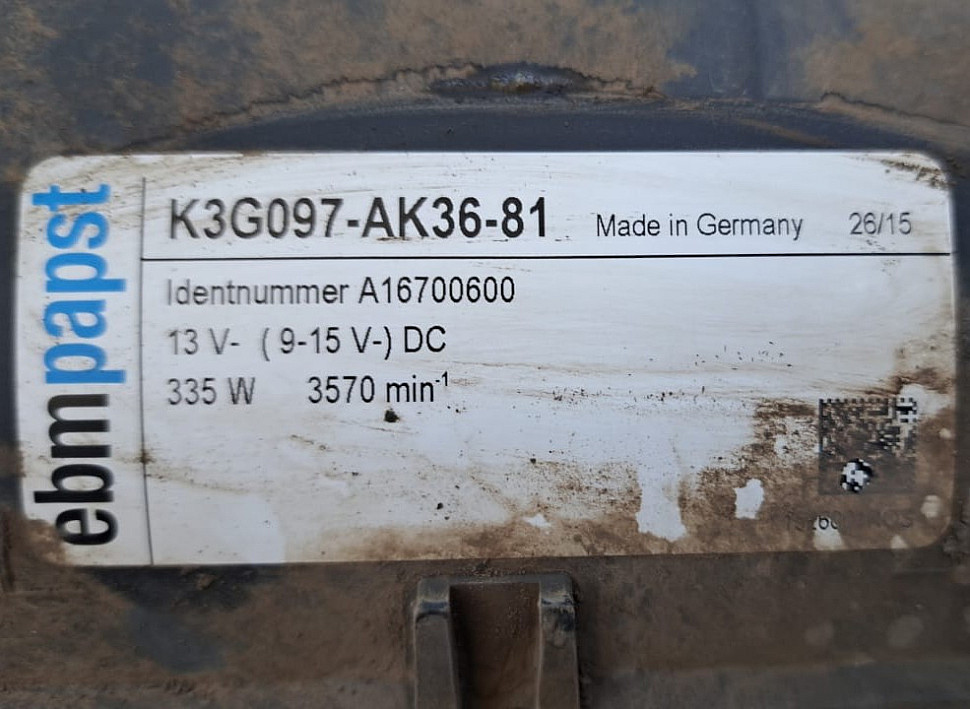 ebmpapst
K3G097-AK36-81 Made in Germany 26/15
Identnummer A16700600
13 V- ( 9-15 V-) DC
335 W 3570 min-1